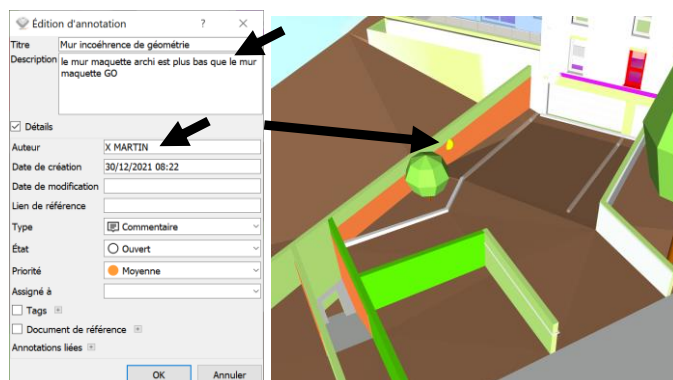 Édition d'annotation ? ×
Titre Mur incoéhrence de géométrie
Description le mur maquette archi est plus bas que le mur
maquette GO
Détails
Auteur X MARTIN
Date de création 30/12/2021 08:22
Date de modification
Lien de référence
Type Commentaire
État Ouvert
Priorité Moyenne
Assigné à
Tags
Document de référence
Annotations liées
OK Annuler